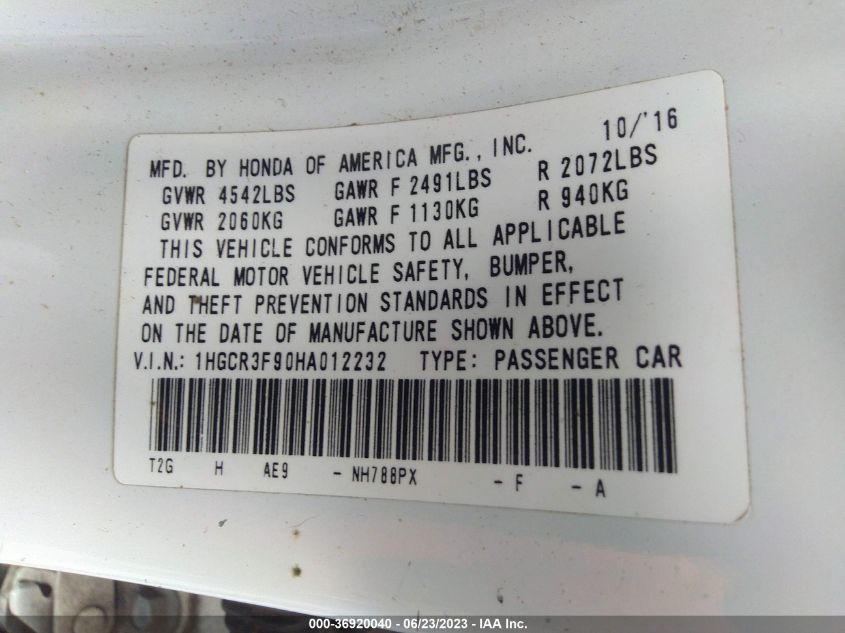 10/'16
MFD. BY HONDA OF AMERICA MFG., INC.
GVWR 4542LBS GAWR F 2491LBS R 2072LBS
GVWR 2060KG GAWR F 1130KG R 940KG
THIS VEHICLE CONFORMS TO ALL APPLICABLE
FEDERAL MOTOR VEHICLE SAFETY, BUMPER,
AND THEFT PREVENTION STANDARDS IN EFFECT
ON THE DATE OF MANUFACTURE SHOWN ABOVE.
V.I.N.: 1HGCR3F90HA012232 TYPE: PASSENGER CAR
T2G H AE9 - NH788PX - F - A
000-36920040 - 06/23/2023 - IAA Inc.